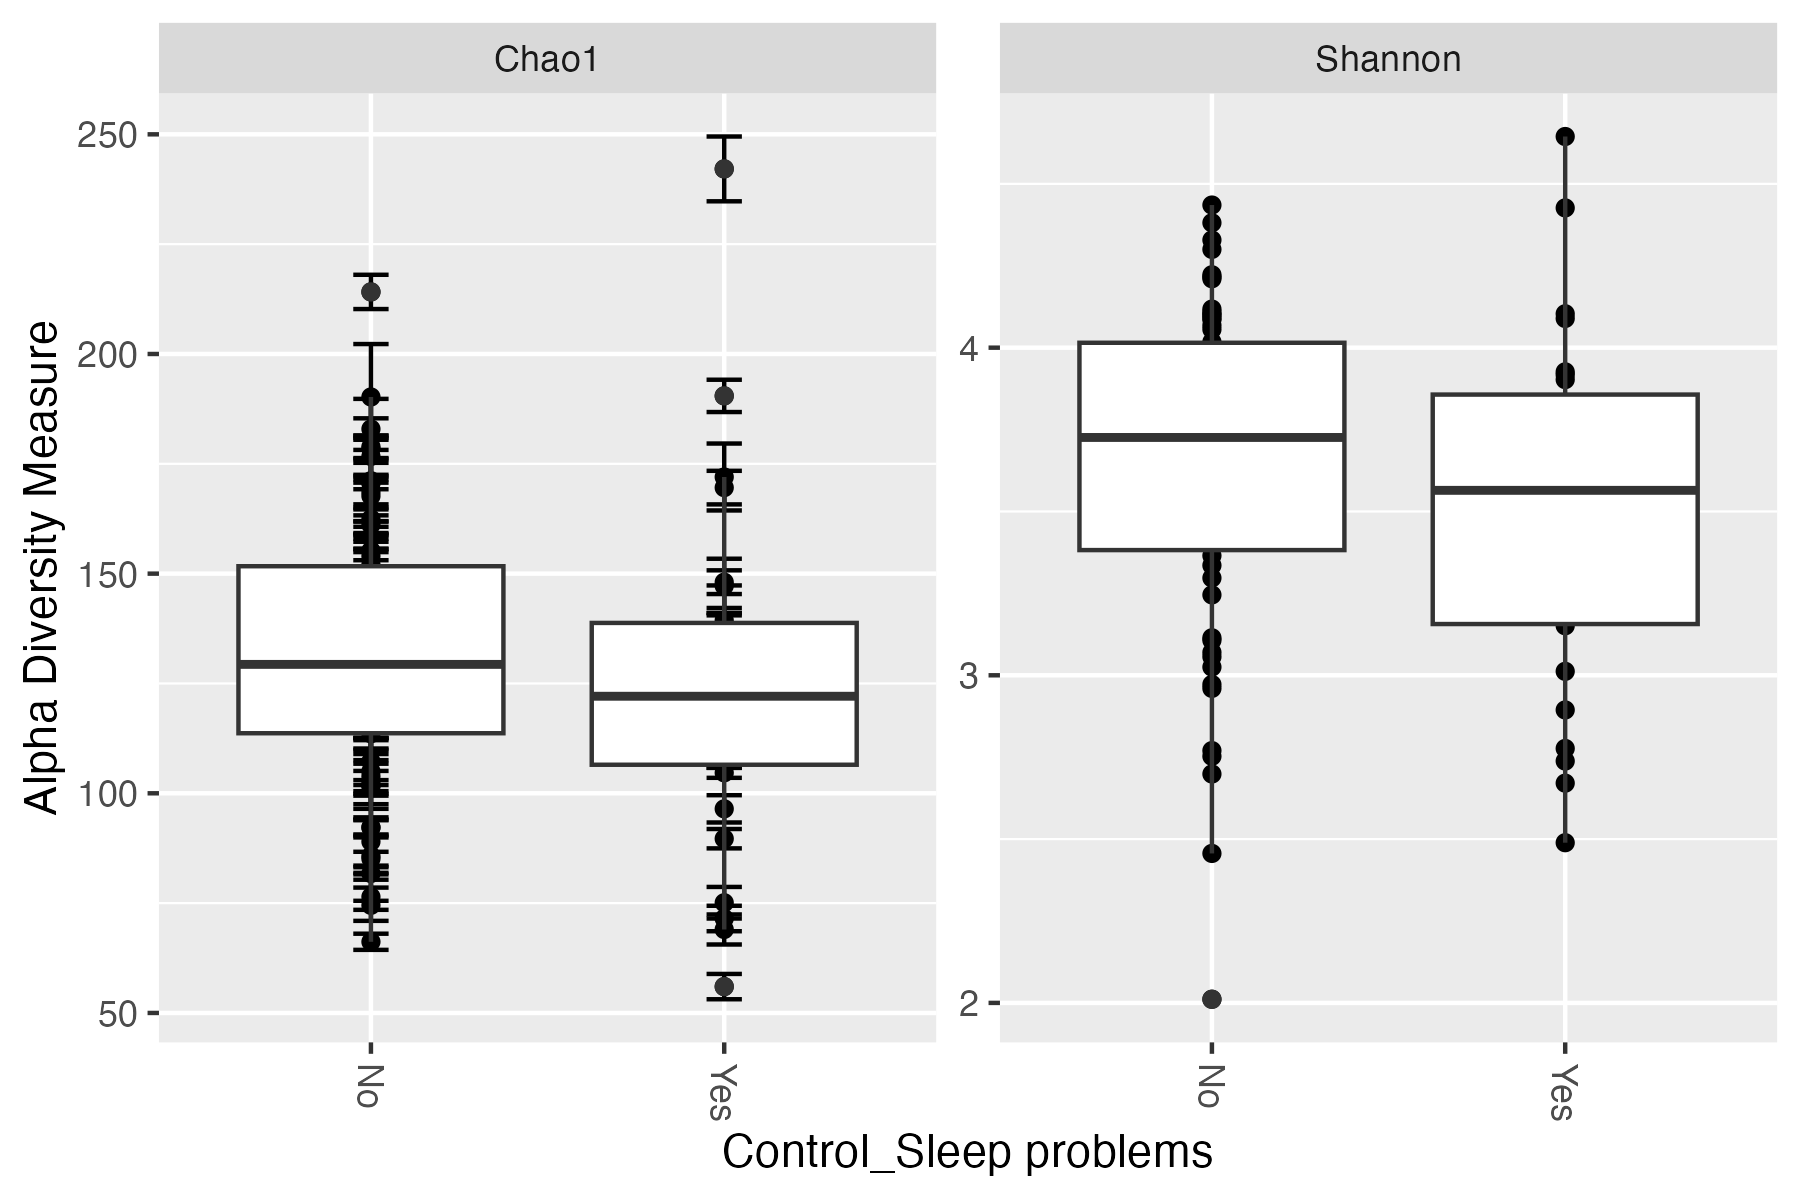 Chao1
Shannon
Alpha Diversity Measure
250
200
150
100
50
4
3
2
No
Yes
No
Yes
Control_Sleep problems